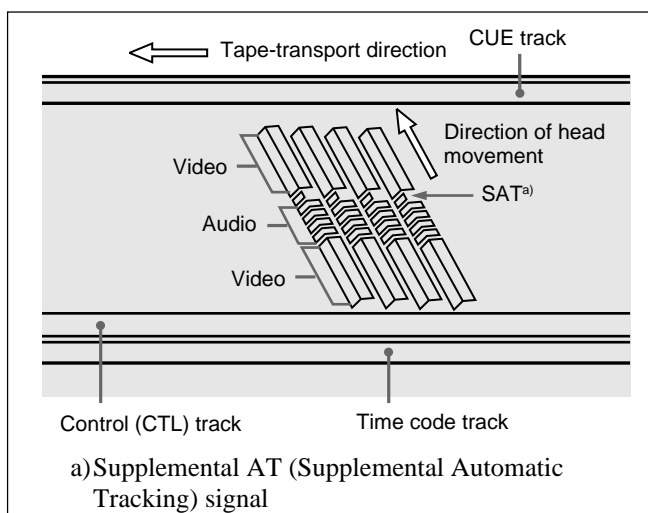 CUE track
Tape-transport direction
Direction of head
movement
Video
SATa)
Audio
Video
Control (CTL) track
Time code track
a)Supplemental AT (Supplemental Automatic
Tracking) signal